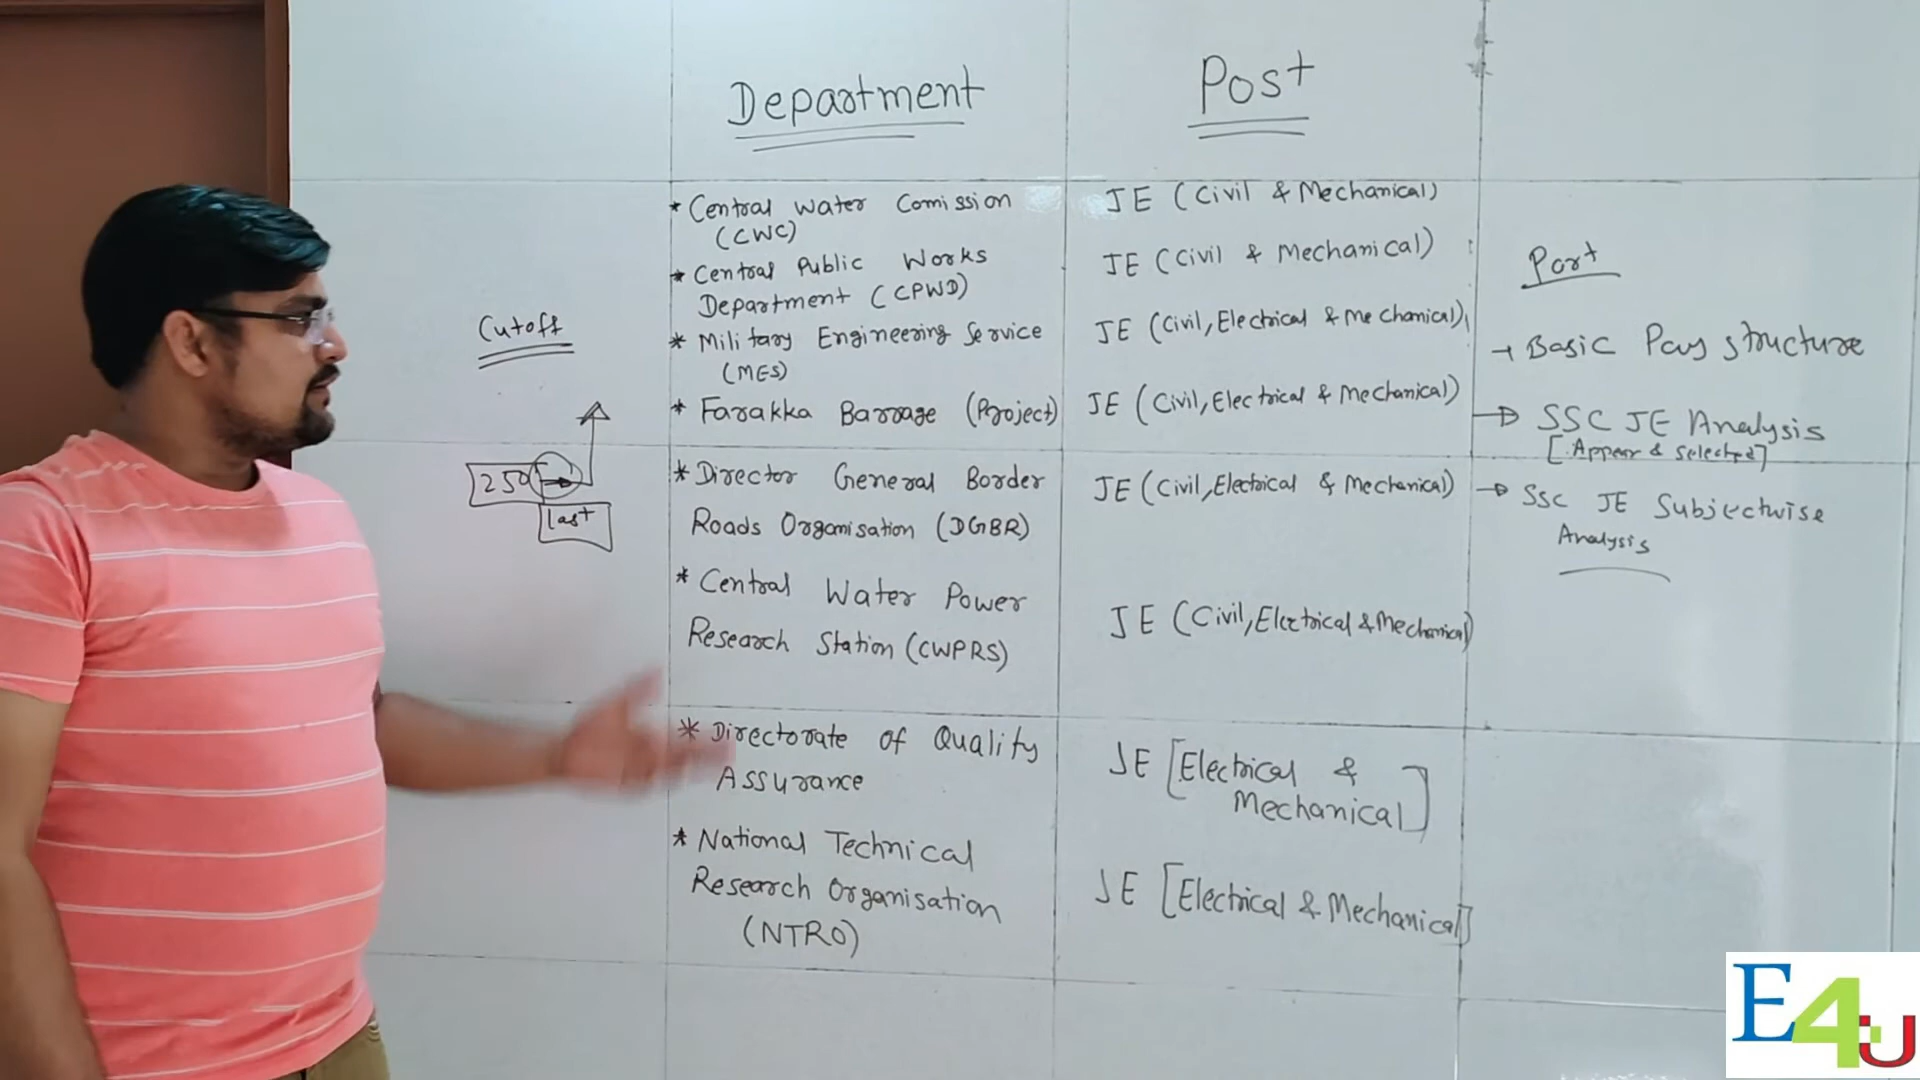 Department
Post
* Central Water Comission
(CWC)
JE (Civil & Mechanical)
* Central Public Works
Department (CPWD)
JE (Civil & Mechanical)
* Military Engineering Service
(MES)
JE (Civil, Electrical & Mechanical)
* Farakka Barrage (Project)
JE (Civil, Electrical & Mechanical)
* Director General Border
Roads Organisation (DGBR)
JE (Civil, Electrical & Mechanical)
* Central Water Power
Research Station (CWPRS)
JE (Civil, Electrical & Mechanical)
* Directorate of Quality
Assurance
JE [Electrical &
Mechanical]
* National Technical
Research Organisation
(NTRO)
JE [Electrical & Mechanical]
Cutoff
250
last
Part
→ Basic Pay structure
→ SSC JE Analysis
[Appear & selected]
→ SSC JE Subjectwise
Analysis
E4U